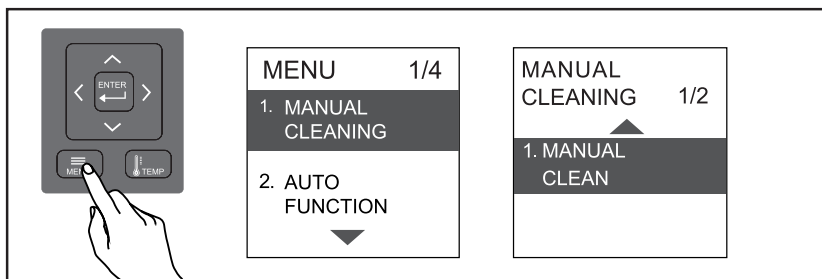 ENTER
MENU
TEMP
MENU 1/4
1. MANUAL
CLEANING
2. AUTO
FUNCTION
MANUAL
CLEANING 1/2
1. MANUAL
CLEAN